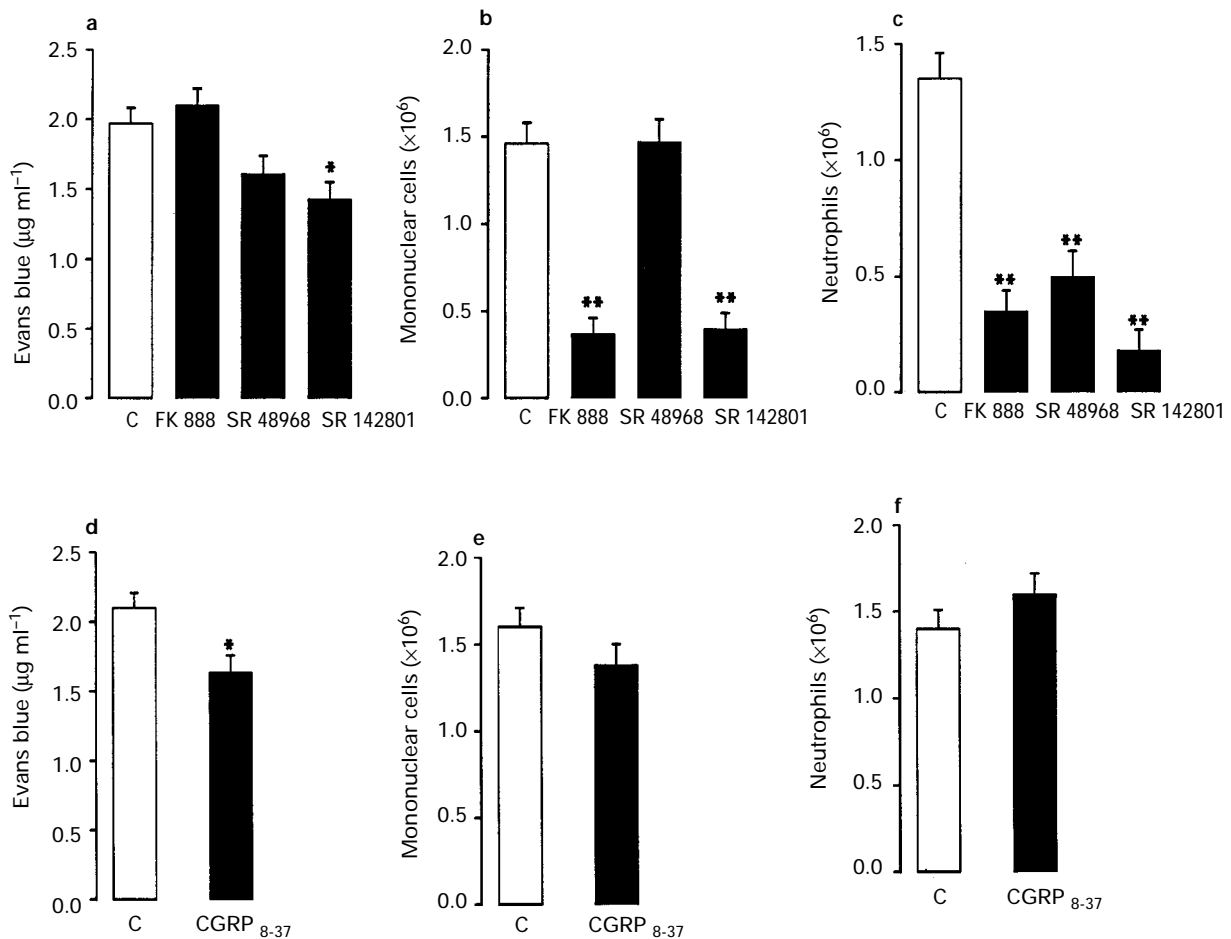 a
Evans blue (μg ml⁻¹)
2.5
2.0
1.5
1.0
0.5
0.0
*
C FK 888 SR 48968 SR 142801
b
Mononuclear cells (×10⁶)
2.0
1.5
1.0
0.5
0.0
**
**
C FK 888 SR 48968 SR 142801
c
Neutrophils (×10⁶)
1.5
1.0
0.5
0.0
**
**
**
C FK 888 SR 48968 SR 142801
d
Evans blue (μg ml⁻¹)
2.5
2.0
1.5
1.0
0.5
0.0
*
C CGRP 8-37
e
Mononuclear cells (×10⁶)
2.0
1.5
1.0
0.5
0.0
C CGRP 8-37
f
Neutrophils (×10⁶)
2.0
1.5
1.0
0.5
0.0
C CGRP 8-37